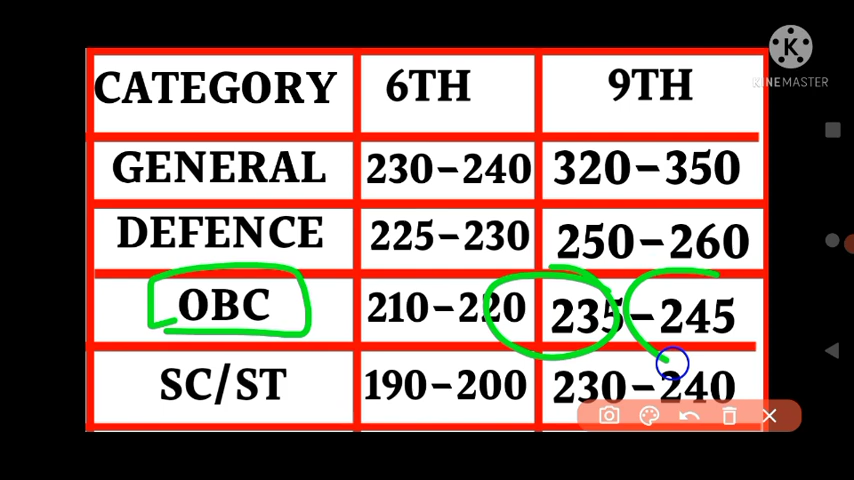 K
KINEMASTER
CATEGORY 6TH 9TH
GENERAL 230-240 320-350
DEFENCE 225-230 250-260
OBC 210-220 235-245
SC/ST 190-200 230-240